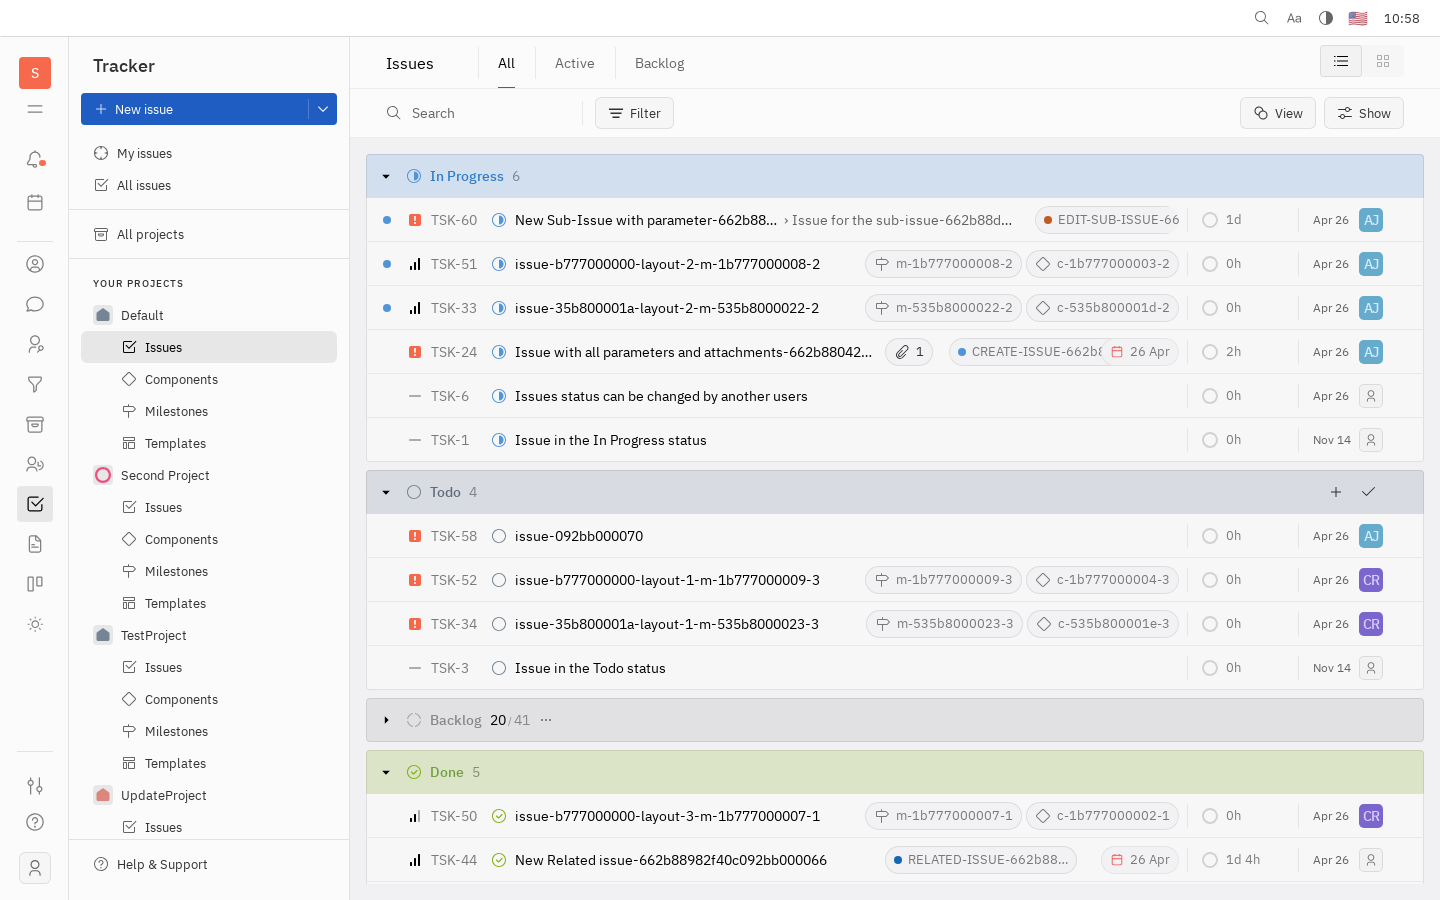 Aa
10:58
S
Tracker
New issue
My issues
All issues
All projects
YOUR PROJECTS
Default
Issues
Components
Milestones
Templates
Second Project
Issues
Components
Milestones
Templates
TestProject
Issues
Components
Milestones
Templates
UpdateProject
Issues
Help & Support
Issues
All
Active
Backlog
Search
Filter
View
Show
In Progress 6
TSK-60 New Sub-Issue with parameter-662b88... › Issue for the sub-issue-662b88d... EDIT-SUB-ISSUE-66 1d Apr 26 AJ
TSK-51 issue-b777000000-layout-2-m-1b777000008-2 m-1b777000008-2 c-1b777000003-2 0h Apr 26 AJ
TSK-33 issue-35b800001a-layout-2-m-535b8000022-2 m-535b8000022-2 c-535b800001d-2 0h Apr 26 AJ
TSK-24 Issue with all parameters and attachments-662b88042... 1 CREATE-ISSUE-662b8 26 Apr 2h Apr 26 AJ
TSK-6 Issues status can be changed by another users 0h Apr 26
TSK-1 Issue in the In Progress status 0h Nov 14
Todo 4
TSK-58 issue-092bb000070 0h Apr 26 AJ
TSK-52 issue-b777000000-layout-1-m-1b777000009-3 m-1b777000009-3 c-1b777000004-3 0h Apr 26 CR
TSK-34 issue-35b800001a-layout-1-m-535b8000023-3 m-535b8000023-3 c-535b800001e-3 0h Apr 26 CR
TSK-3 Issue in the Todo status 0h Nov 14
Backlog 20/41 ...
Done 5
TSK-50 issue-b777000000-layout-3-m-1b777000007-1 m-1b777000007-1 c-1b777000002-1 0h Apr 26 CR
TSK-44 New Related issue-662b88982f40c092bb000066 RELATED-ISSUE-662b88... 26 Apr 1d 4h Apr 26